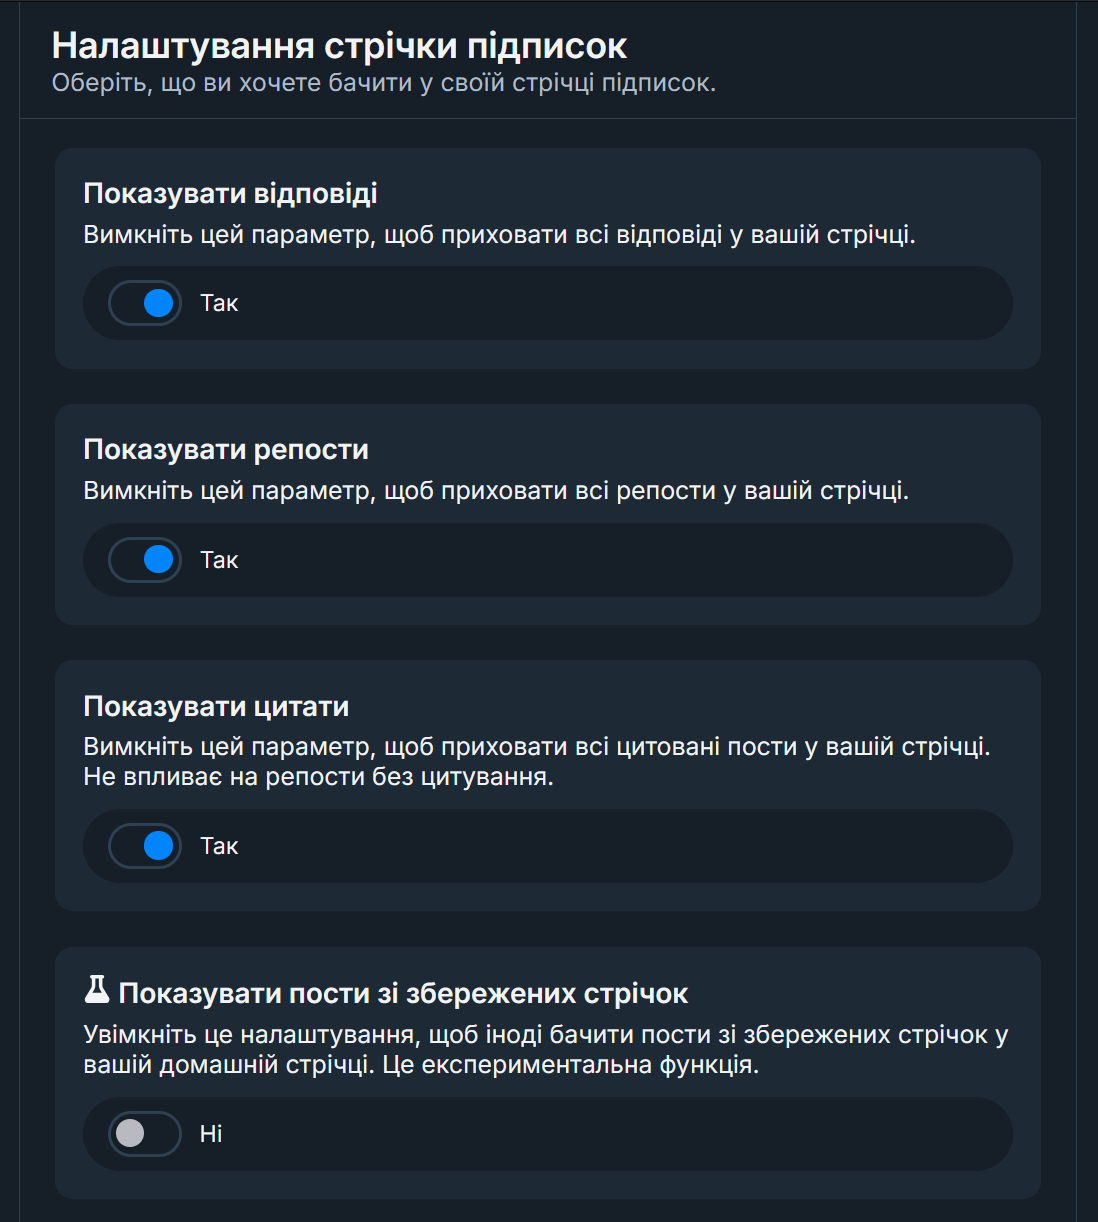 Налаштування стрічки підписок
Оберіть, що ви хочете бачити у своїй стрічці підписок.
Показувати відповіді
Вимкніть цей параметр, щоб приховати всі відповіді у вашій стрічці.
Так
Показувати репости
Вимкніть цей параметр, щоб приховати всі репости у вашій стрічці.
Так
Показувати цитати
Вимкніть цей параметр, щоб приховати всі цитовані пости у вашій стрічці.
Не впливає на репости без цитування.
Так
Показувати пости зі збережених стрічок
Увімкніть це налаштування, щоб іноді бачити пости зі збережених стрічок у
вашій домашній стрічці. Це експериментальна функція.
Ні